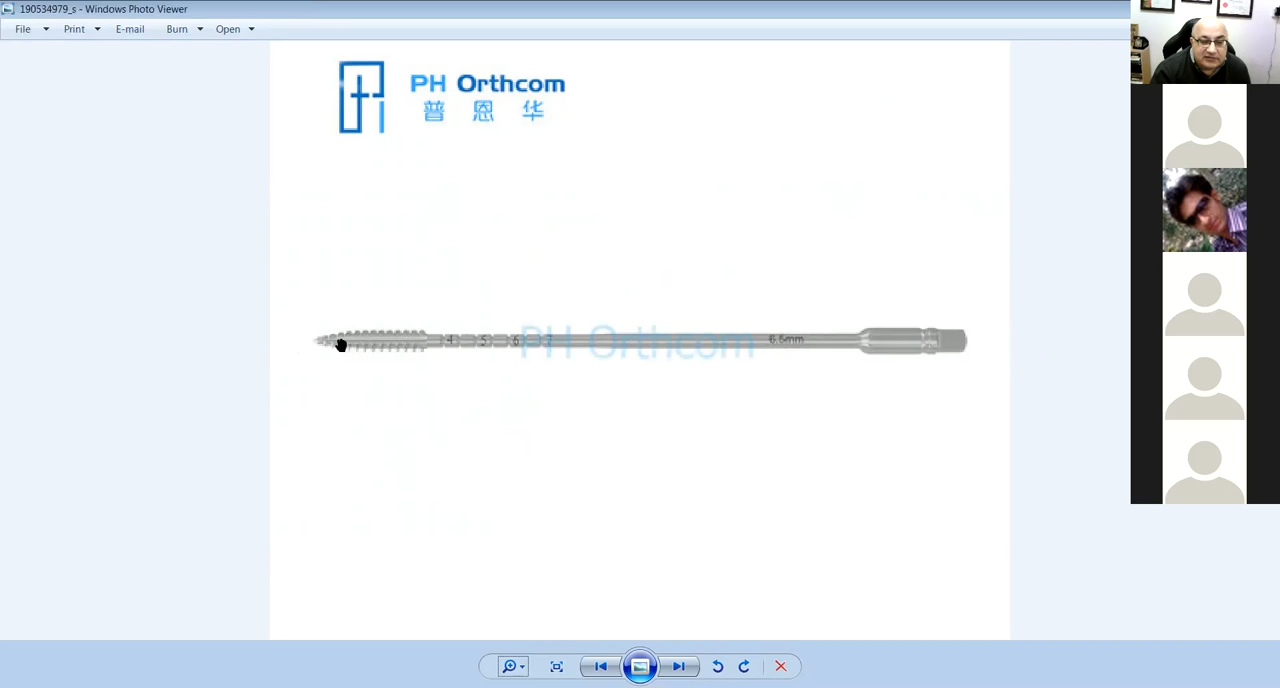 190534979_s - Windows Photo Viewer
File Print E-mail Burn Open
PH Orthcom
普恩华
4 5 6 7 6.5mm
PH Orthcom